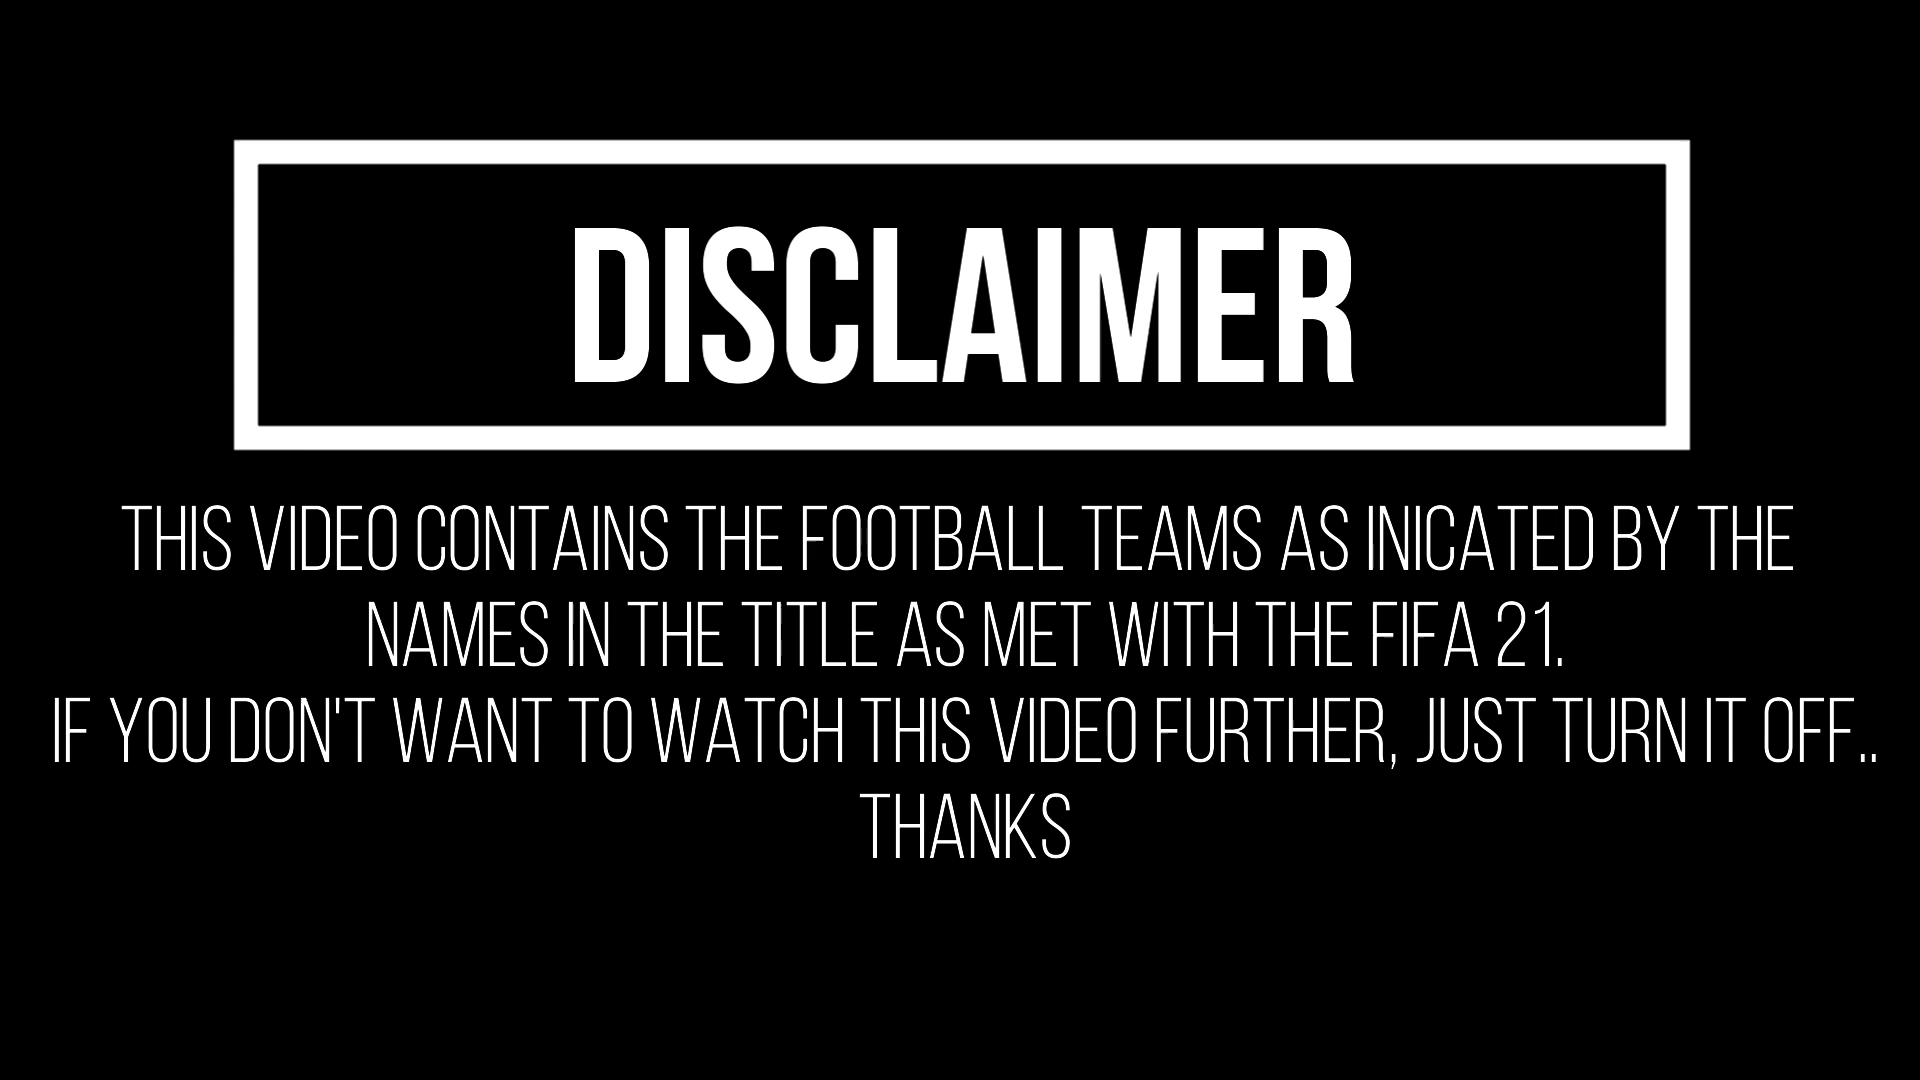 DISCLAIMER
THIS VIDEO CONTAINS THE FOOTBALL TEAMS AS INICATED BY THE
NAMES IN THE TITLE AS MET WITH THE FIFA 21.
IF YOU DON'T WANT TO WATCH THIS VIDEO FURTHER, JUST TURN IT OFF..
THANKS